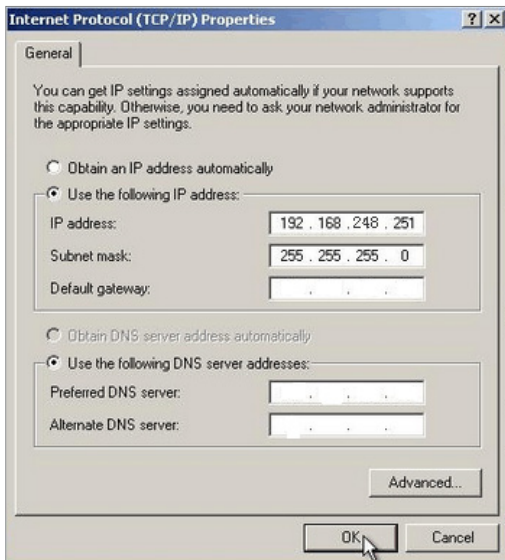 Internet Protocol (TCP/IP) Properties
General
You can get IP settings assigned automatically if your network supports
this capability. Otherwise, you need to ask your network administrator for
the appropriate IP settings.
Obtain an IP address automatically
Use the following IP address:
IP address: 192 . 168 .248 . 251
Subnet mask: 255 . 255 . 255 . 0
Default gateway: . . .
Obtain DNS server address automatically
Use the following DNS server addresses:
Preferred DNS server: . . .
Alternate DNS server: . . .
Advanced...
OK Cancel